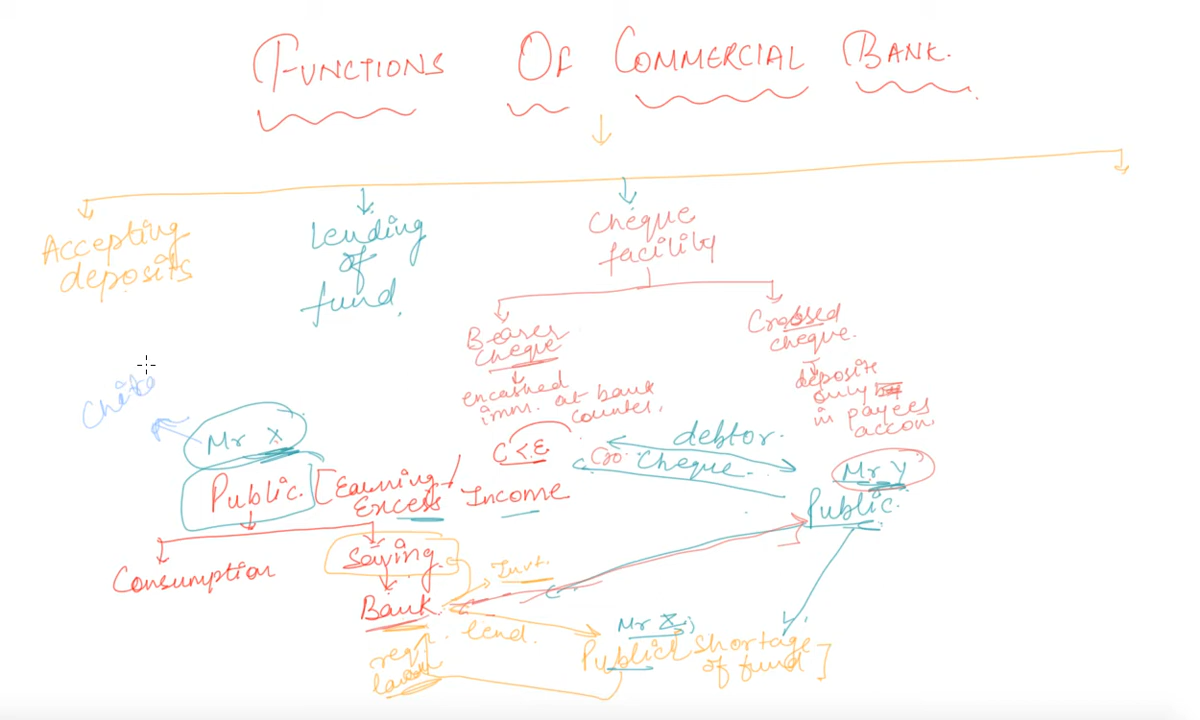 FUNCTIONS OF COMMERCIAL BANK.
Accepting
deposits
Lending
of
fund.
Cheque
facility
Bearer
cheque
encashed
imm. at bank
counter.
Crossed
cheque.
deposite
only
in payees
accoun
Mr X
C < E
debtor.
Cheque
Mr Y
Public
[Earning
Excess Income
Public.
Consumption
Saving
Bank
Invt.
lend.
Mr Z
Public shortage
of fund]